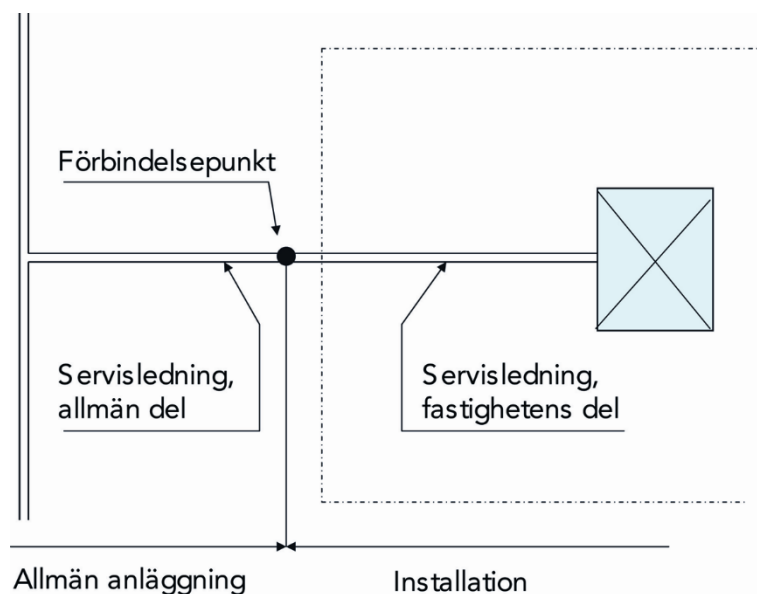 Förbindelsepunkt
Servisledning,
allmän del
Servisledning,
fastighetens del
Allmän anläggning
Installation